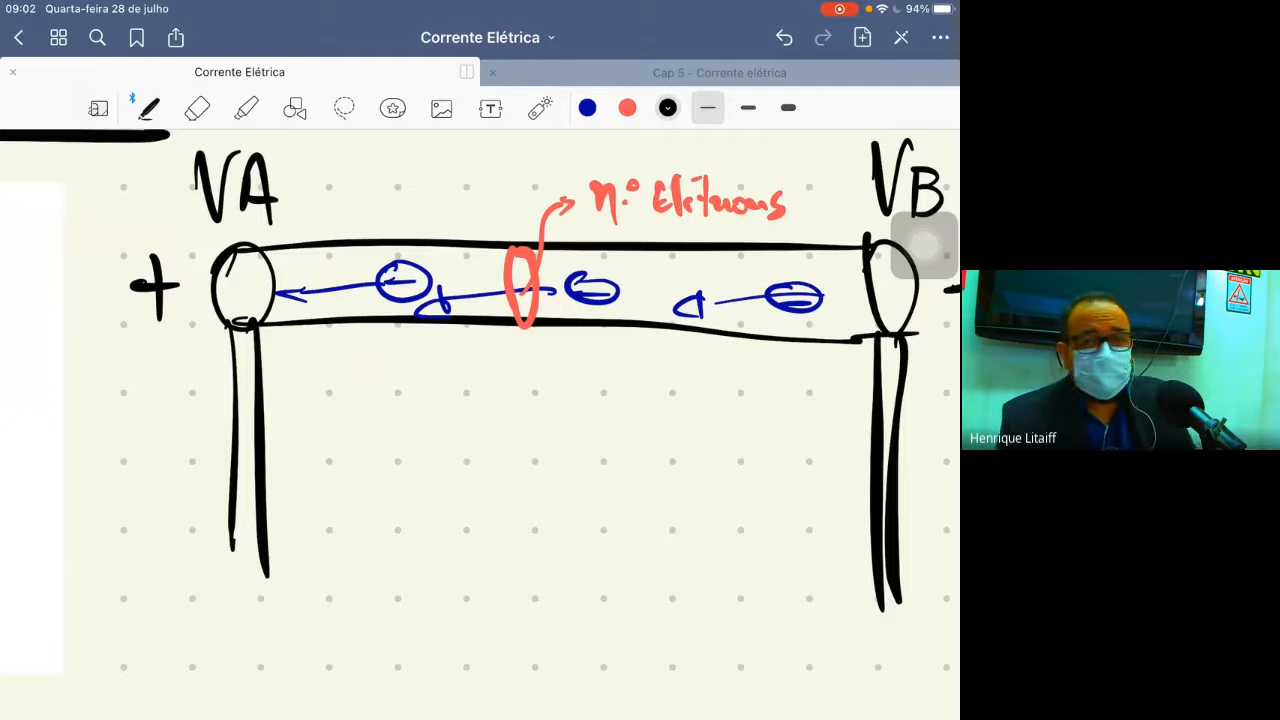 09:02 Quarta-feira 28 de julho
94%
Corrente Elétrica
Corrente Elétrica
Cap 5 - Corrente elétrica
T
VA
VB
n.º Elétrons
+
-
Henrique Litaiff